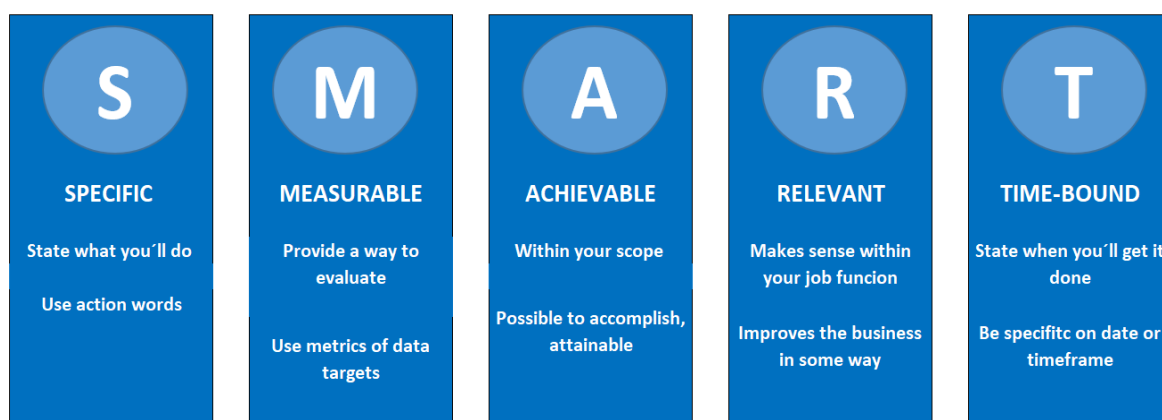 S
SPECIFIC
State what you´ll do
Use action words
M
MEASURABLE
Provide a way to
evaluate
Use metrics of data
targets
A
ACHIEVABLE
Within your scope
Possible to accomplish,
attainable
R
RELEVANT
Makes sense within
your job funcion
Improves the business
in some way
T
TIME-BOUND
State when you´ll get it
done
Be specifitc on date or
timeframe